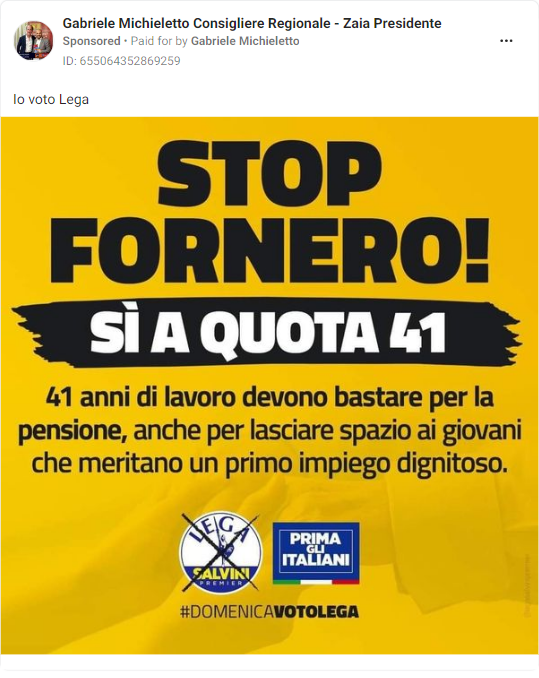 Gabriele Michieletto Consigliere Regionale - Zaia Presidente
Sponsored • Paid for by Gabriele Michieletto
ID: 655064352869259
Io voto Lega
STOP
FORNERO!
SÌ A QUOTA 41
41 anni di lavoro devono bastare per la
pensione, anche per lasciare spazio ai giovani
che meritano un primo impiego dignitoso.
LEGA
SALVINI
PREMIER
PRIMA
GLI
ITALIANI
#DOMENICAVOTOLEGA